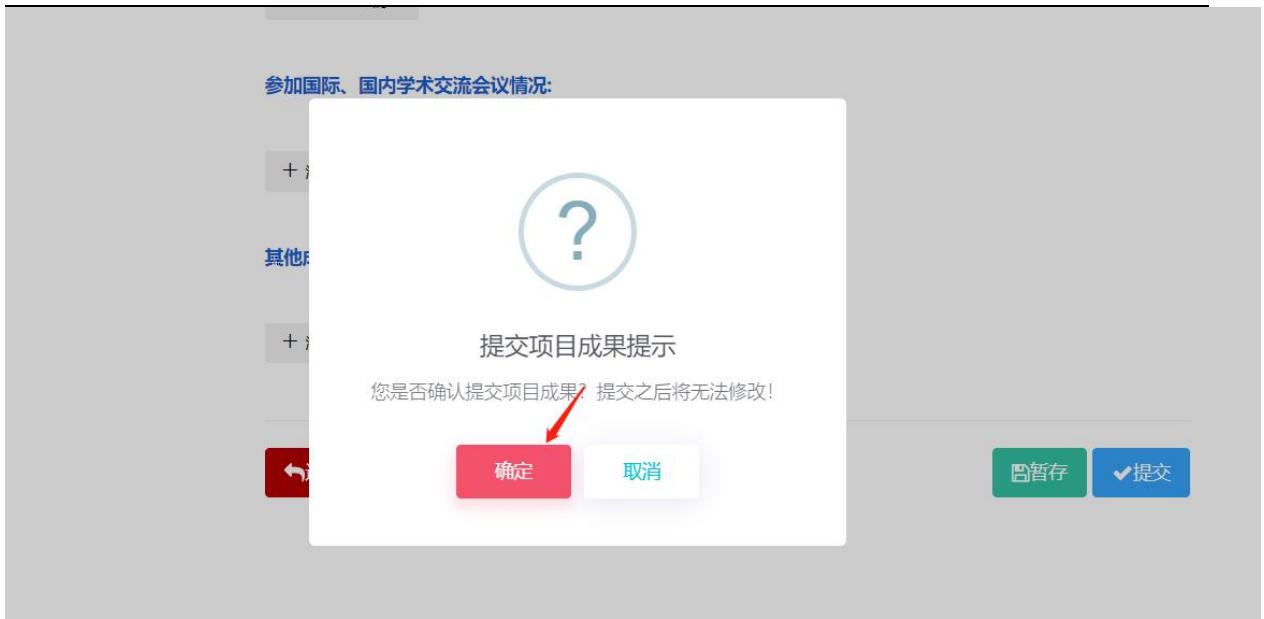 参加国际、国内学术交流会议情况:
+
?
其他
+
提交项目成果提示
您是否确认提交项目成果？提交之后将无法修改！
确定
取消
暂存
提交